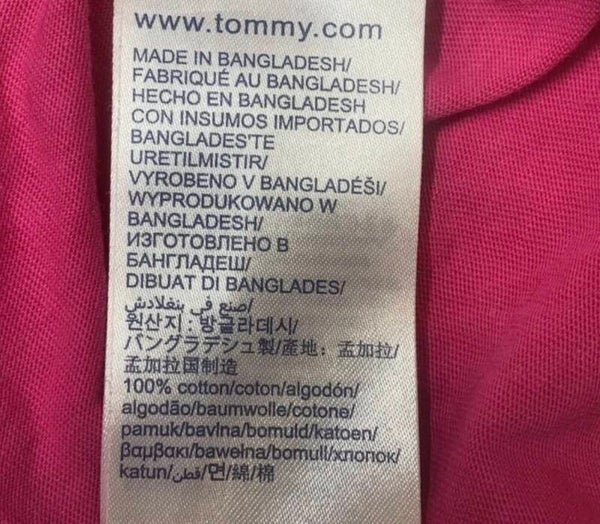 www.tommy.com
MADE IN BANGLADESH/
FABRIQUÉ AU BANGLADESH/
HECHO EN BANGLADESH
CON INSUMOS IMPORTADOS/
BANGLADES'TE
URETILMISTIR/
VYROBENO V BANGLADÉŠI/
WYPRODUKOWANO W
BANGLADESH/
ИЗГОТОВЛЕНО В
БАНГЛАДЕШ/
DIBUAT DI BANGLADES/
صنع في بنغلادش/
원산지 : 방글라데시/
バングラデシュ製/產地：孟加拉/
孟加拉国制造
100% cotton/coton/algodón/
algodão/baumwolle/cotone/
pamuk/bavlna/bomuld/katoen/
βαμβακι/bawełna/bomull/хлопок/
katun/قطن/면/綿/棉